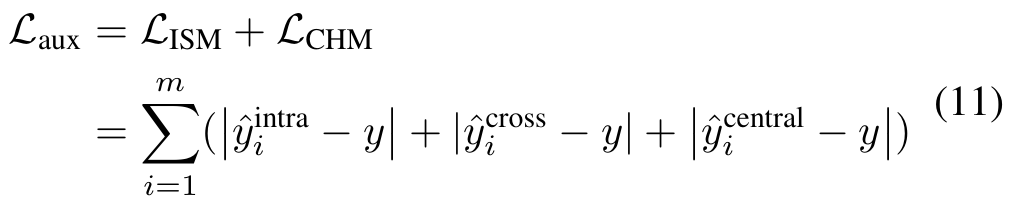 ℒ_aux = ℒ_ISM + ℒ_CHM
= ∑_{i=1}^{m} (|ŷ_i^intra − y| + |ŷ_i^cross − y| + |ŷ_i^central − y|) (11)